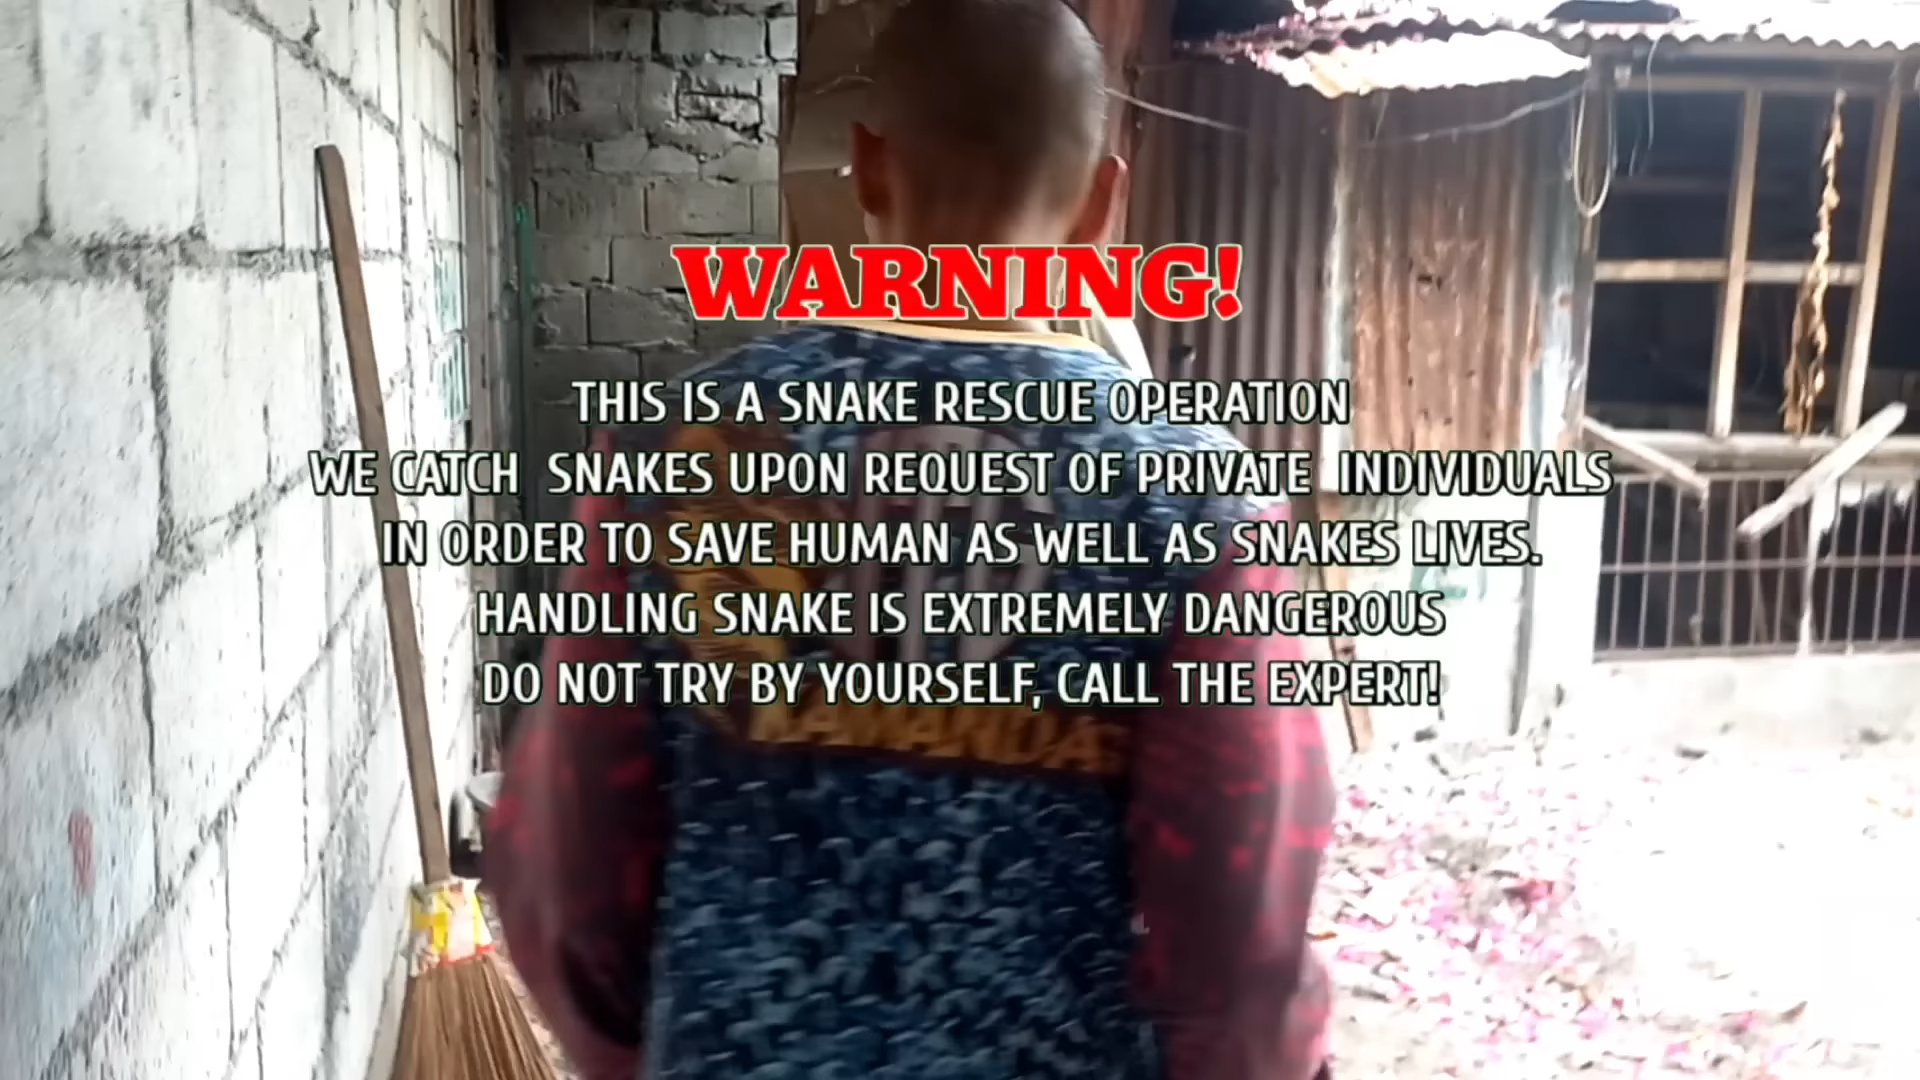 WARNING!
THIS IS A SNAKE RESCUE OPERATION
WE CATCH SNAKES UPON REQUEST OF PRIVATE INDIVIDUALS
IN ORDER TO SAVE HUMAN AS WELL AS SNAKES LIVES.
HANDLING SNAKE IS EXTREMELY DANGEROUS
DO NOT TRY BY YOURSELF, CALL THE EXPERT!